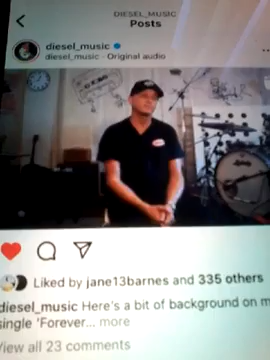 DIESEL_MUSIC
Posts
diesel_music
diesel_music · Original audio
Liked by jane13barnes and 335 others
diesel_music Here's a bit of background on m
single 'Forever... more
View all 23 comments